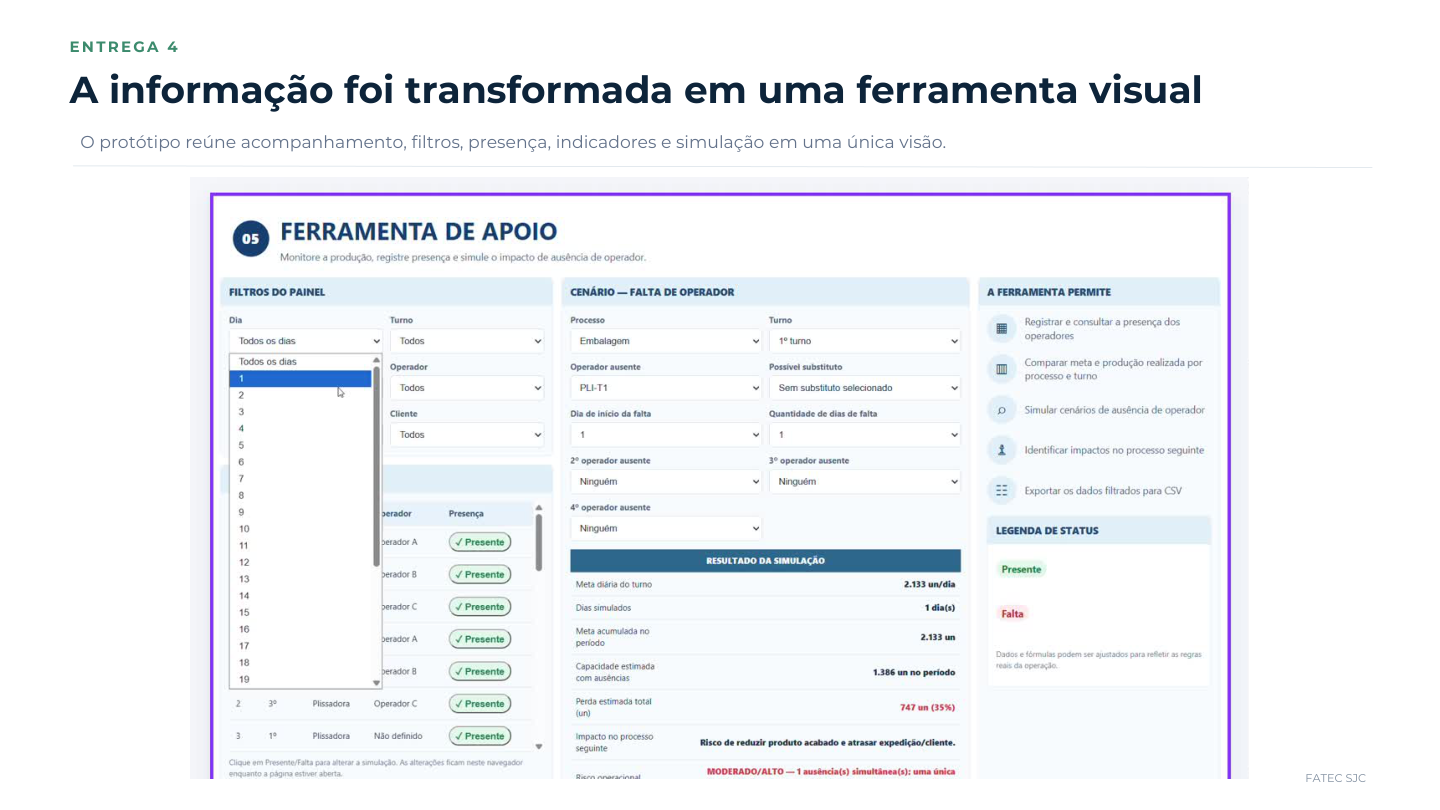 ENTREGA 4
A informação foi transformada em uma ferramenta visual
O protótipo reúne acompanhamento, filtros, presença, indicadores e simulação em uma única visão.
05
FERRAMENTA DE APOIO
Monitore a produção, registre presença e simule o impacto de ausência de operador.
FILTROS DO PAINEL
Dia
Turno
Todos os dias
Todos
Todos os dias
1
2
3
4
5
6
7
8
9
10
11
12
13
14
15
16
17
18
19
Operador
Todos
Cliente
Todos
perador
Presença
perador A
✓ Presente
perador B
✓ Presente
perador C
✓ Presente
perador A
✓ Presente
perador B
✓ Presente
2 3º Plissadora Operador C ✓ Presente
3 1º Plissadora Não definido ✓ Presente
Clique em Presente/Falta para alterar a simulação. As alterações ficam neste navegador
enquanto a página estiver aberta.
CENÁRIO — FALTA DE OPERADOR
Processo
Turno
Embalagem
1º turno
Operador ausente
Possível substituto
PLI-T1
Sem substituto selecionado
Dia de início da falta
Quantidade de dias de falta
1
1
2º operador ausente
3º operador ausente
Ninguém
Ninguém
4º operador ausente
Ninguém
RESULTADO DA SIMULAÇÃO
Meta diária do turno 2.133 un/dia
Dias simulados 1 dia(s)
Meta acumulada no
período
2.133 un
Capacidade estimada
com ausências
1.386 un no período
Perda estimada total
(un)
747 un (35%)
Impacto no processo
seguinte
Risco de reduzir produto acabado e atrasar expedição/cliente.
Risco operacional
MODERADO/ALTO — 1 ausência(s) simultânea(s); uma única
A FERRAMENTA PERMITE
Registrar e consultar a presença dos
operadores
Comparar meta e produção realizada por
processo e turno
Simular cenários de ausência de operador
Identificar impactos no processo seguinte
Exportar os dados filtrados para CSV
LEGENDA DE STATUS
Presente
Falta
Dados e fórmulas podem ser ajustados para refletir as regras
reais da operação.
FATEC SJC